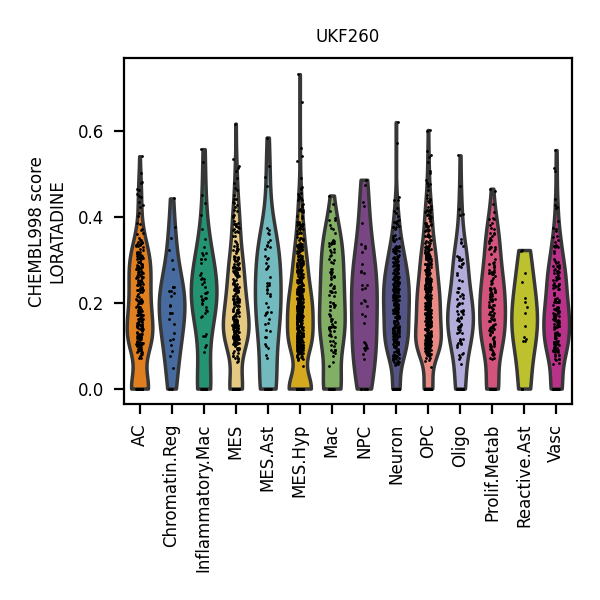 UKF260
CHEMBL998 score
LORATADINE
0.6
0.4
0.2
0.0
AC
Chromatin.Reg
Inflammatory.Mac
MES
MES.Ast
MES.Hyp
Mac
NPC
Neuron
OPC
Oligo
Prolif.Metab
Reactive.Ast
Vasc